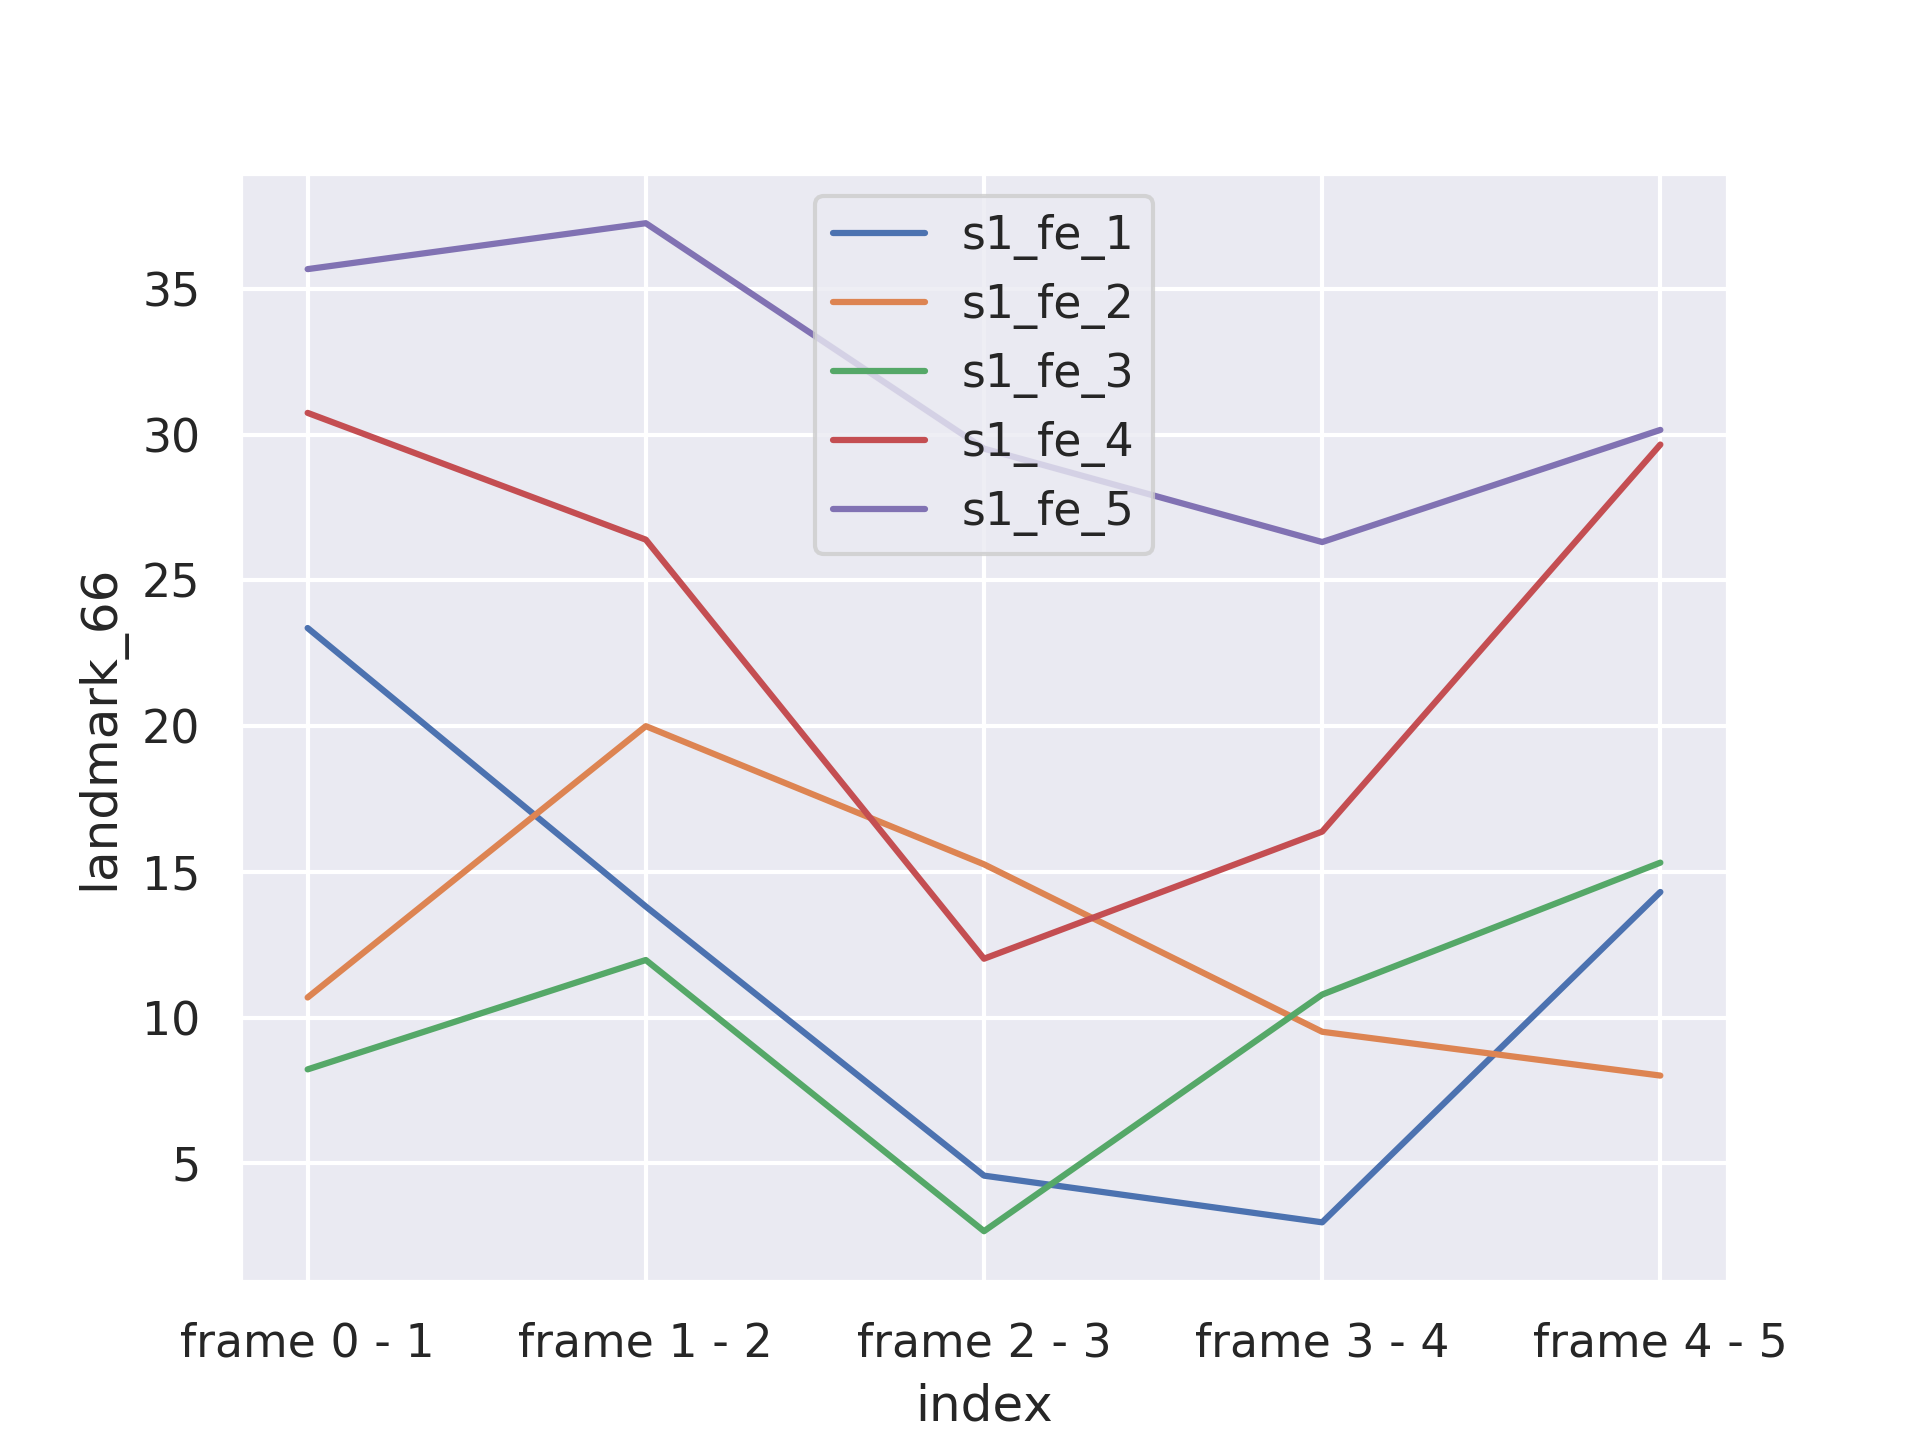 s1_fe_1
s1_fe_2
s1_fe_3
s1_fe_4
s1_fe_5
35
30
25
20
15
10
5
landmark_66
frame 0 - 1
frame 1 - 2
frame 2 - 3
frame 3 - 4
frame 4 - 5
index